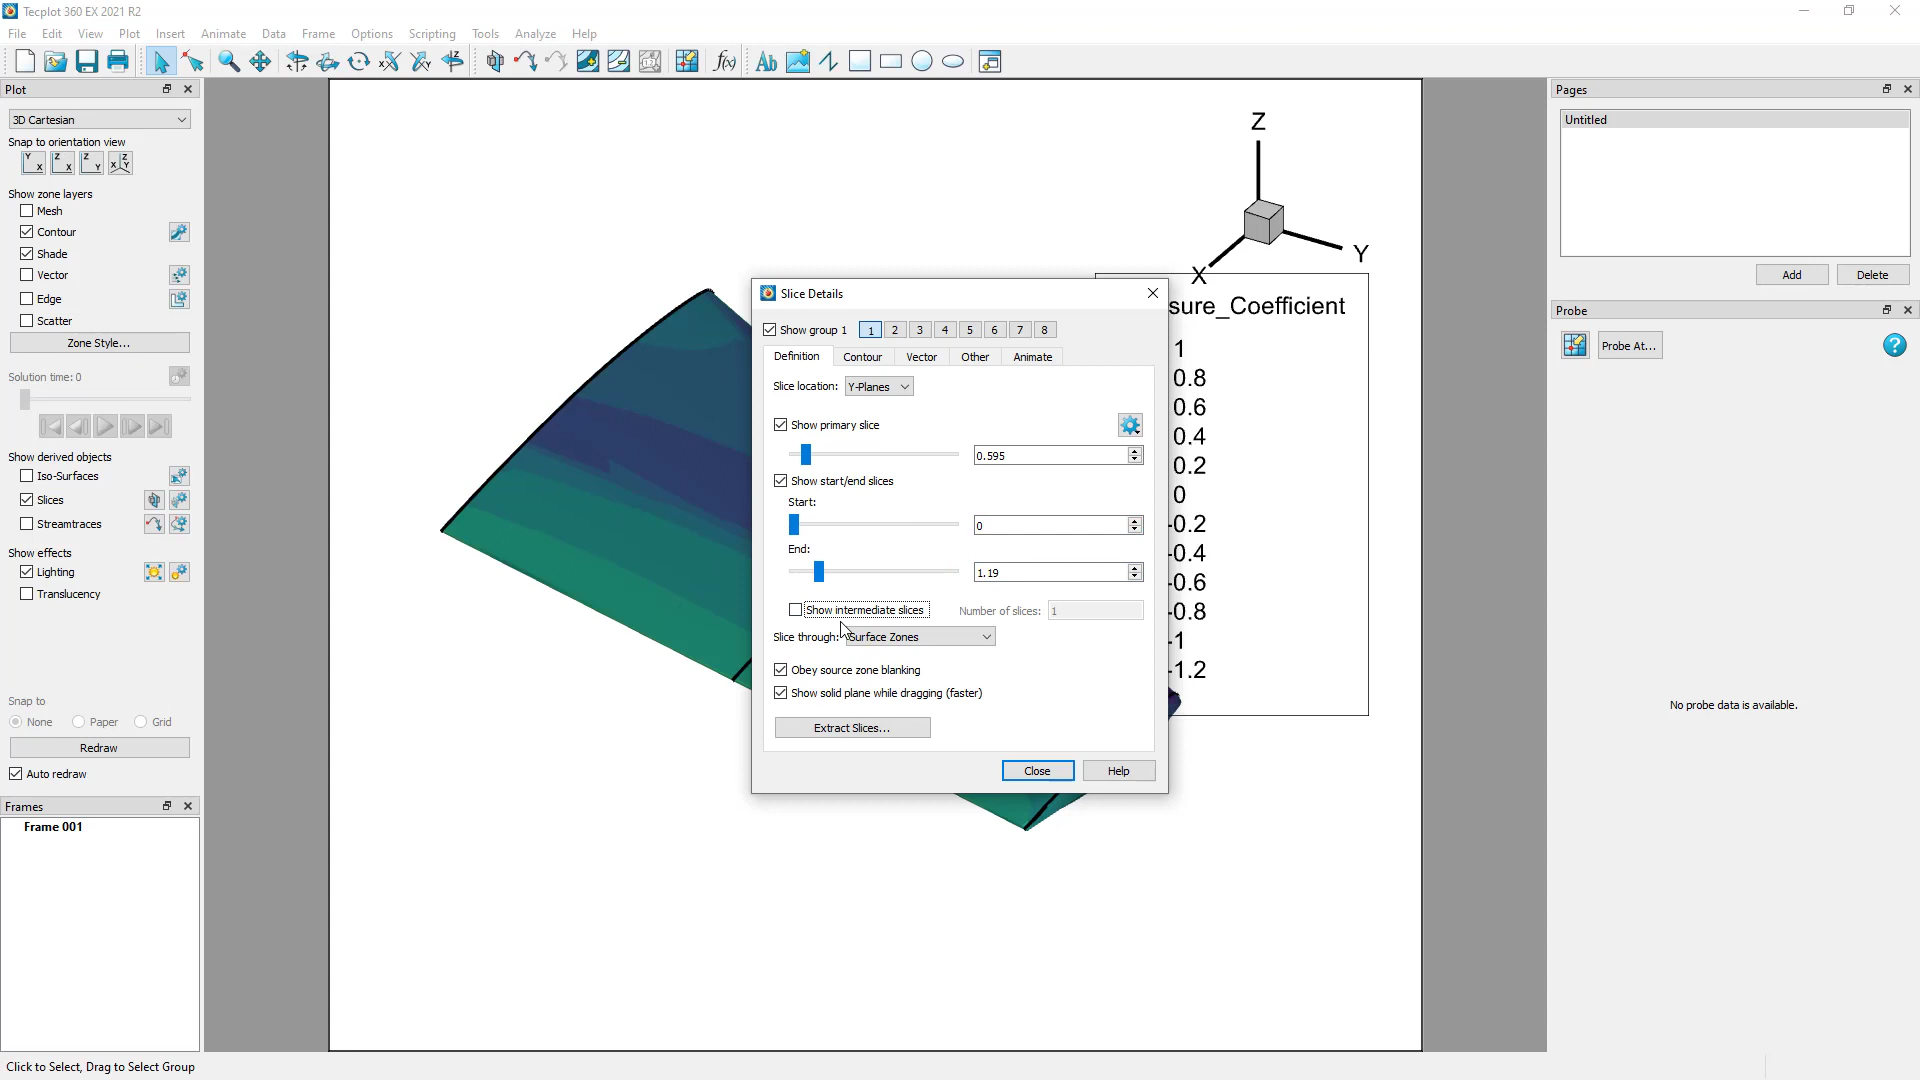 Tecplot 360 EX 2021 R2
File Edit View Plot Insert Animate Data Frame Options Scripting Tools Analyze Help
Plot
3D Cartesian
Snap to orientation view
Show zone layers
Mesh
Contour
Shade
Vector
Edge
Scatter
Zone Style...
Solution time: 0
Show derived objects
Iso-Surfaces
Slices
Streamtraces
Show effects
Lighting
Translucency
Snap to
None Paper Grid
Redraw
Auto redraw
Frames
Frame 001
Click to Select, Drag to Select Group
Z
Y
X
sure_Coefficient
1
0.8
0.6
0.4
0.2
0
-0.2
-0.4
-0.6
-0.8
-1
-1.2
Slice Details
Show group 1 1 2 3 4 5 6 7 8
Definition Contour Vector Other Animate
Slice location: Y-Planes
Show primary slice
0.595
Show start/end slices
Start:
0
End:
1.19
Show intermediate slices Number of slices: 1
Slice through: Surface Zones
Obey source zone blanking
Show solid plane while dragging (faster)
Extract Slices...
Close Help
Pages
Untitled
Add Delete
Probe
Probe At...
No probe data is available.